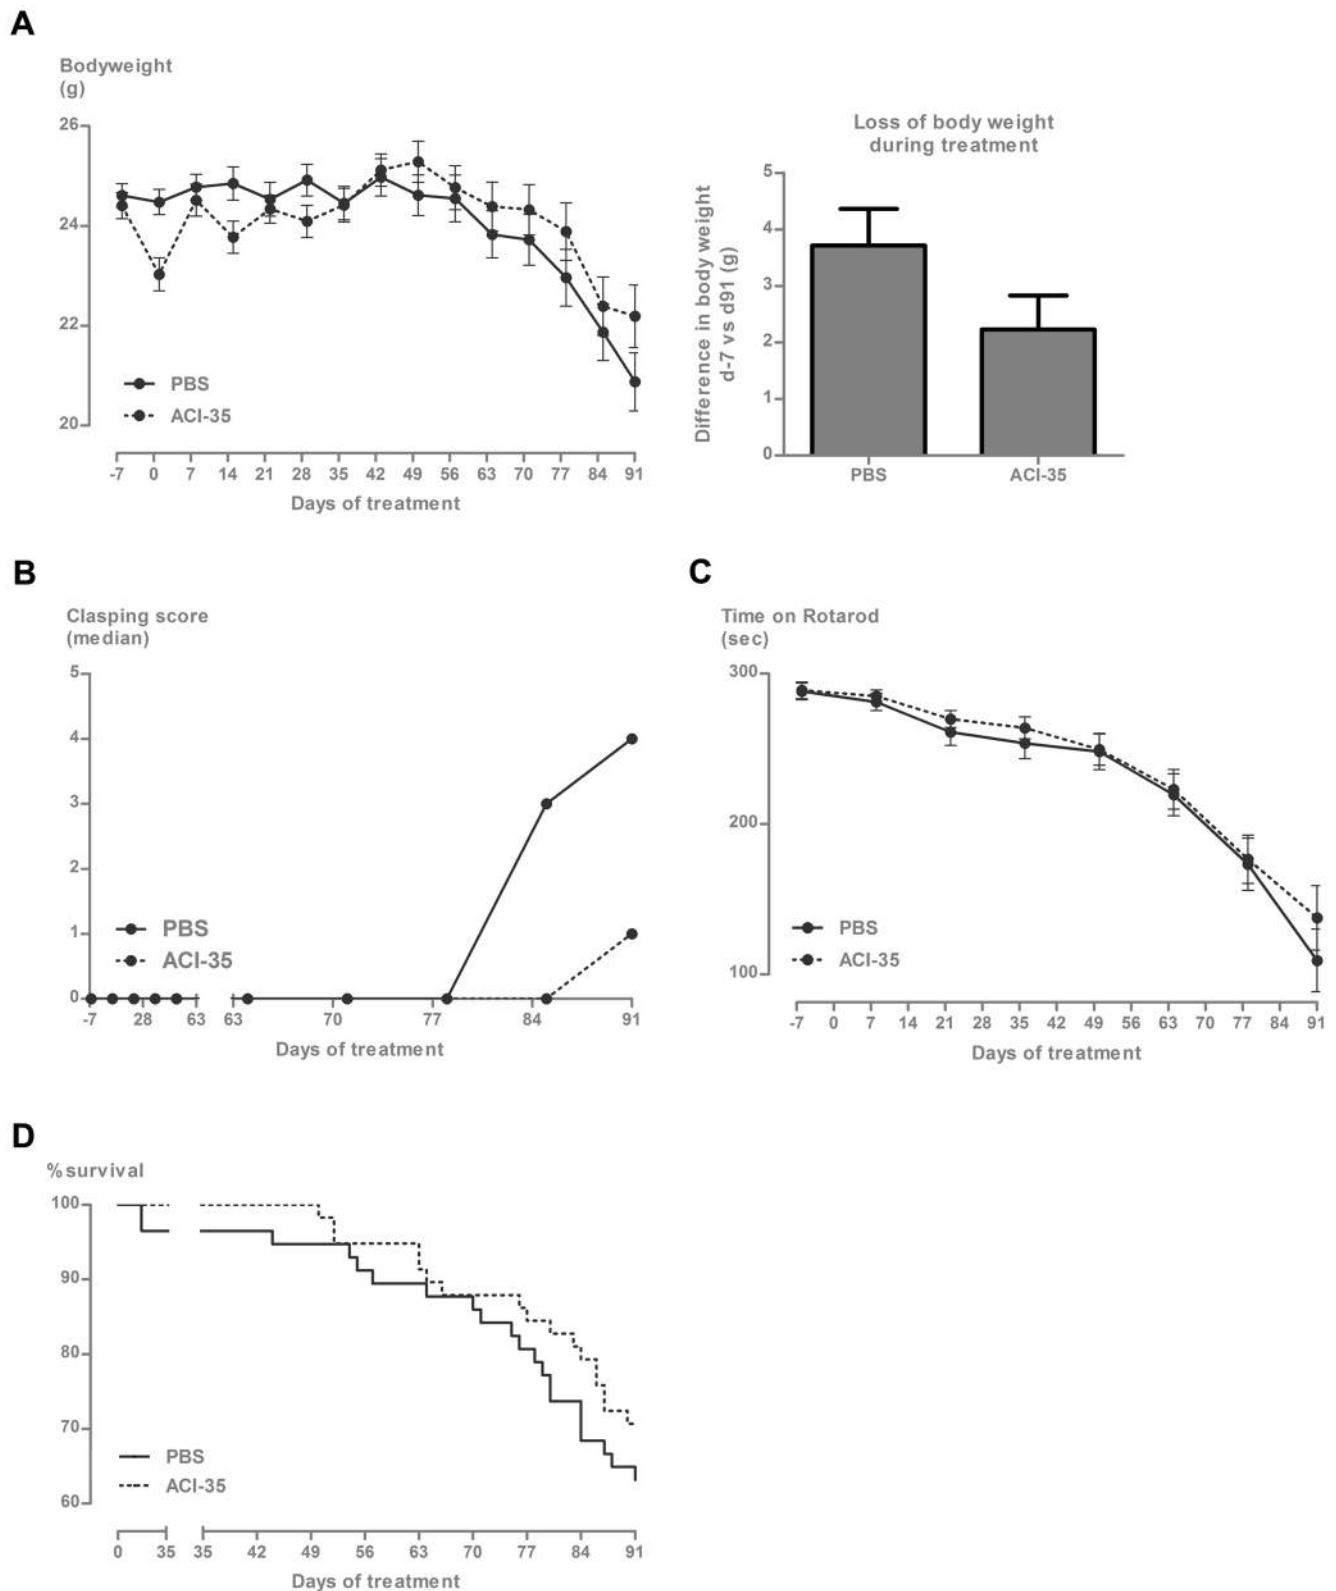 A
Bodyweight
(g)
26
24
22
20
PBS
ACI-35
-7 0 7 14 21 28 35 42 49 56 63 70 77 84 91
Days of treatment
Loss of body weight
during treatment
Difference in body weight
d-7 vs d91 (g)
5
4
3
2
1
0
PBS ACI-35
B
Clasping score
(median)
5
4
3
2
1
0
PBS
ACI-35
-7 28 63 63 70 77 84 91
Days of treatment
C
Time on Rotarod
(sec)
300
200
100
PBS
ACI-35
-7 0 7 14 21 28 35 42 49 56 63 70 77 84 91
Days of treatment
D
% survival
100
90
80
70
60
PBS
ACI-35
0 35 35 42 49 56 63 70 77 84 91
Days of treatment